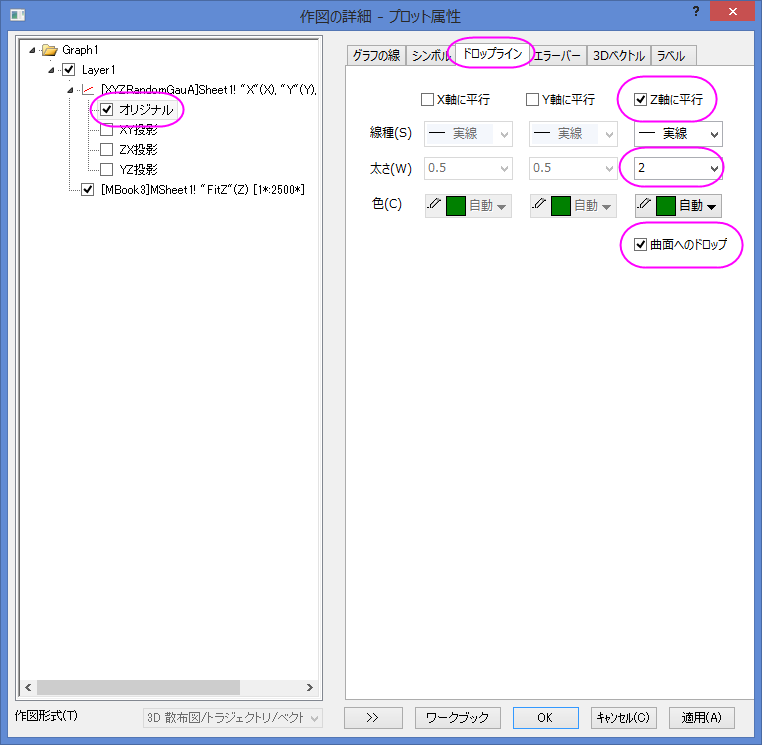 作図の詳細 - プロット属性
? ×
Graph1
Layer1
[XYZRandomGauA]Sheet1! "X"(X), "Y"(Y),
オリジナル
XY投影
ZX投影
YZ投影
[MBook3]MSheet1! "FitZ"(Z) [1*:2500*]
グラフの線 シンボル ドロップライン エラーバー 3Dベクトル ラベル
X軸に平行 Y軸に平行 Z軸に平行
線種(S) 実線 実線 実線
太さ(W) 0.5 0.5 2
色(C) 自動 自動 自動
曲面へのドロップ
作図形式(T) 3D 散布図/トラジェクトリ/ベクト
>> ワークブック OK キャンセル(C) 適用(A)